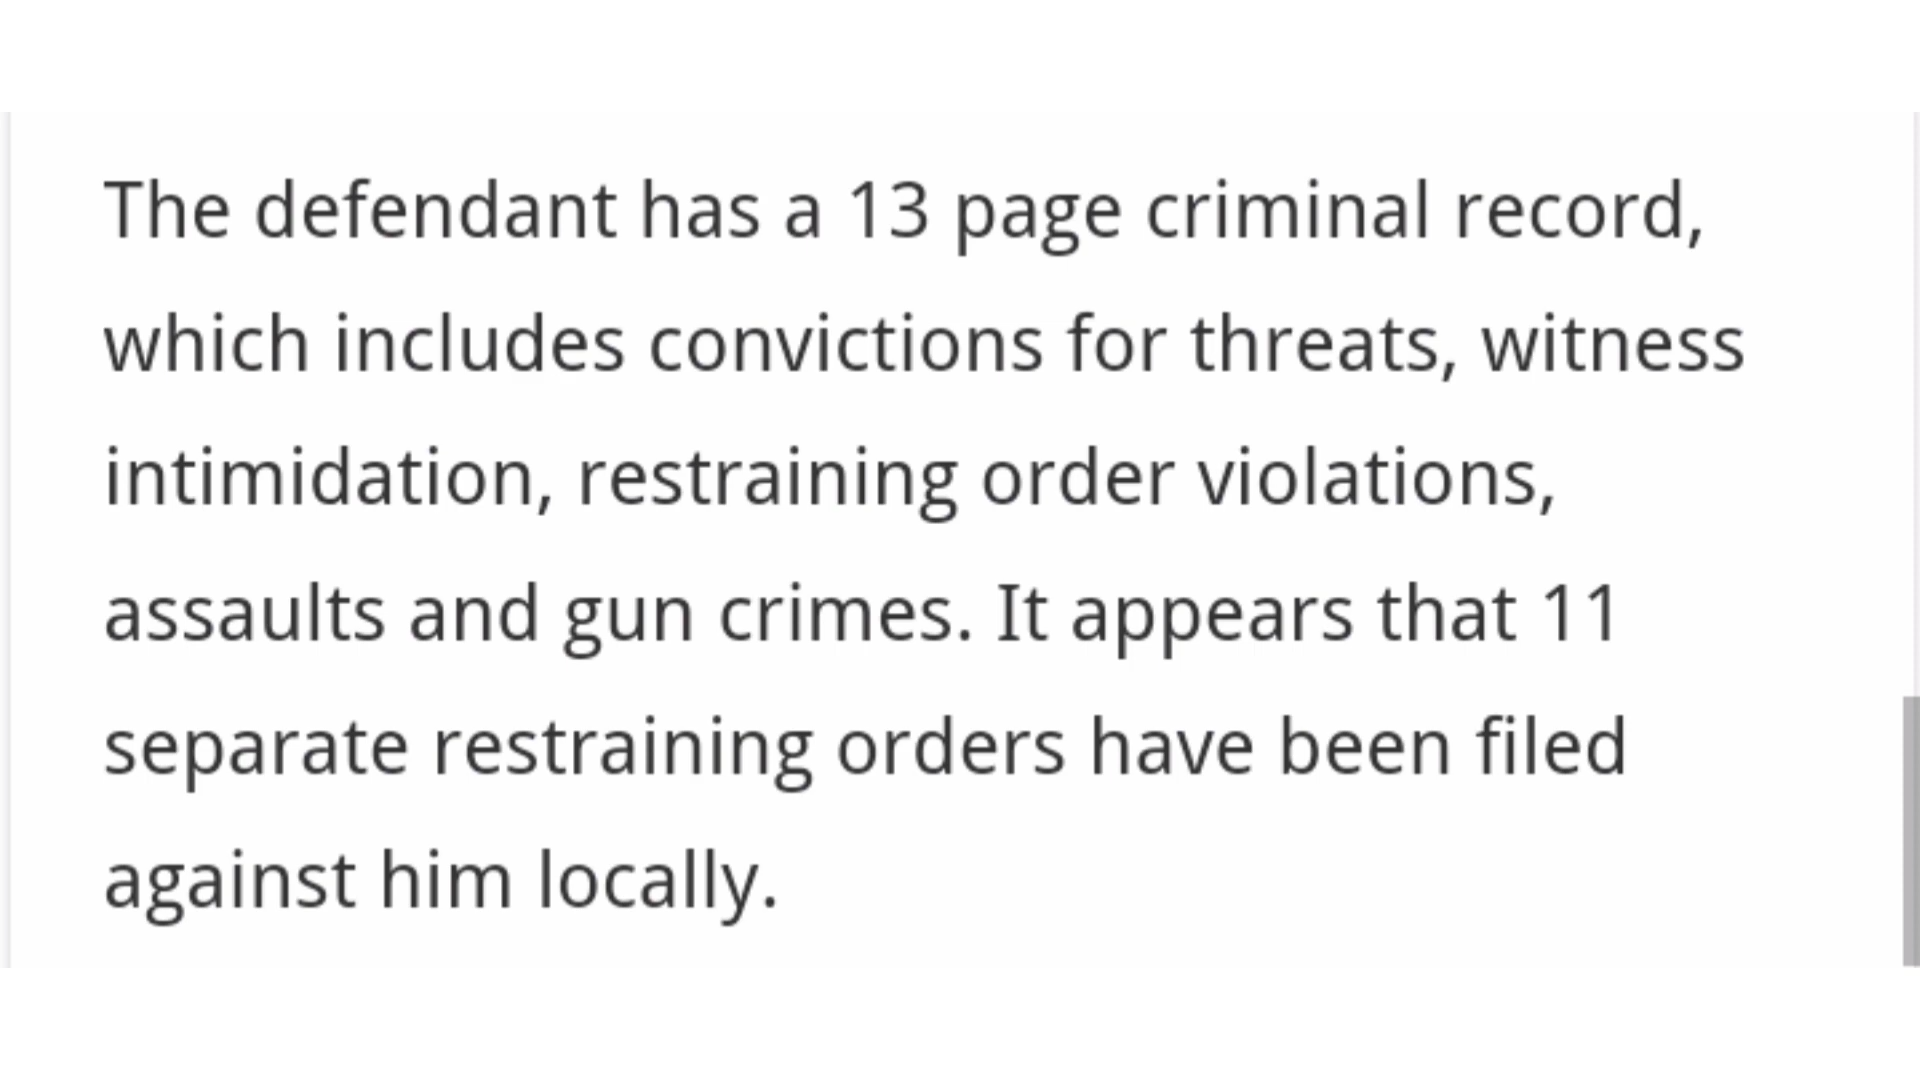 The defendant has a 13 page criminal record,
which includes convictions for threats, witness
intimidation, restraining order violations,
assaults and gun crimes. It appears that 11
separate restraining orders have been filed
against him locally.